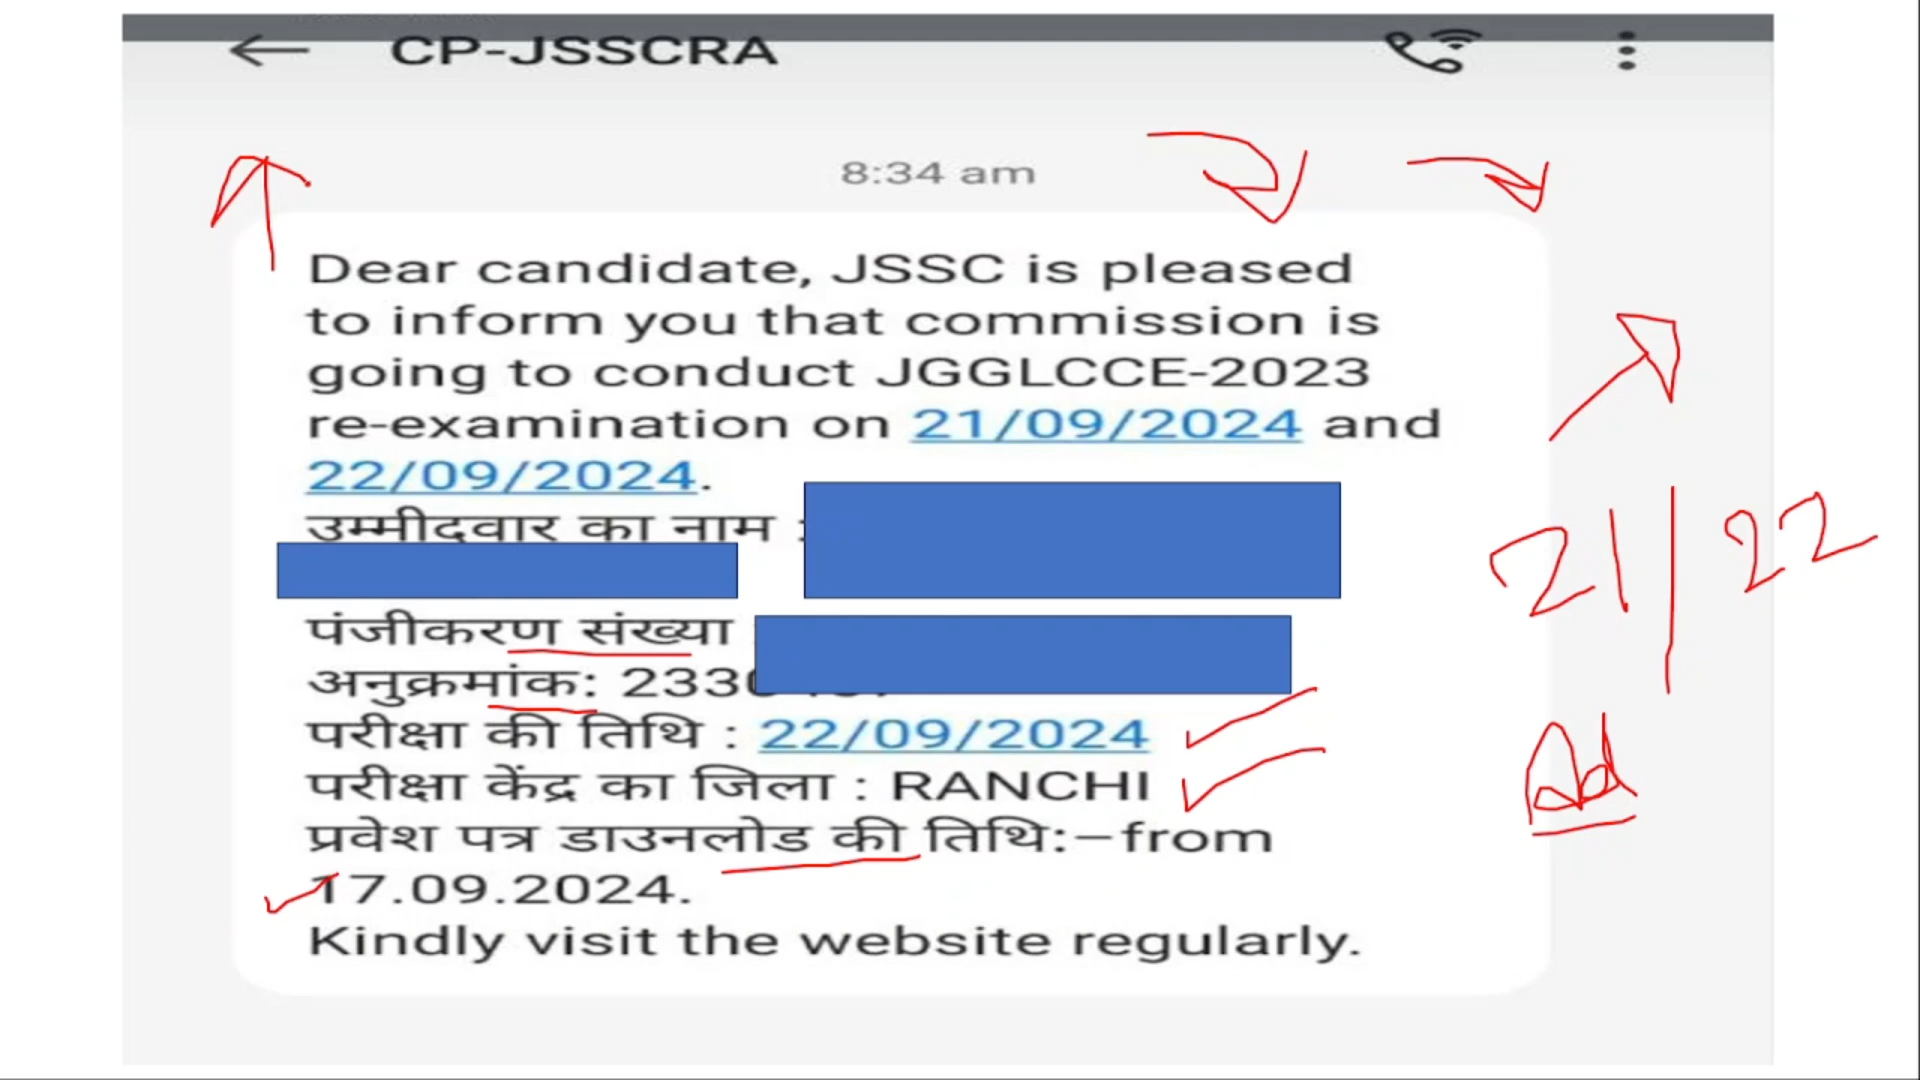 CP-JSSCRA
8:34 am
Dear candidate, JSSC is pleased
to inform you that commission is
going to conduct JGGLCCE-2023
re-examination on 21/09/2024 and
22/09/2024.
उम्मीदवार का नाम :
पंजीकरण संख्या
अनुक्रमांक: 233
परीक्षा की तिथि : 22/09/2024
परीक्षा केंद्र का जिला : RANCHI
प्रवेश पत्र डाउनलोड की तिथि:–from
17.09.2024.
Kindly visit the website regularly.
21 | 22
Ad